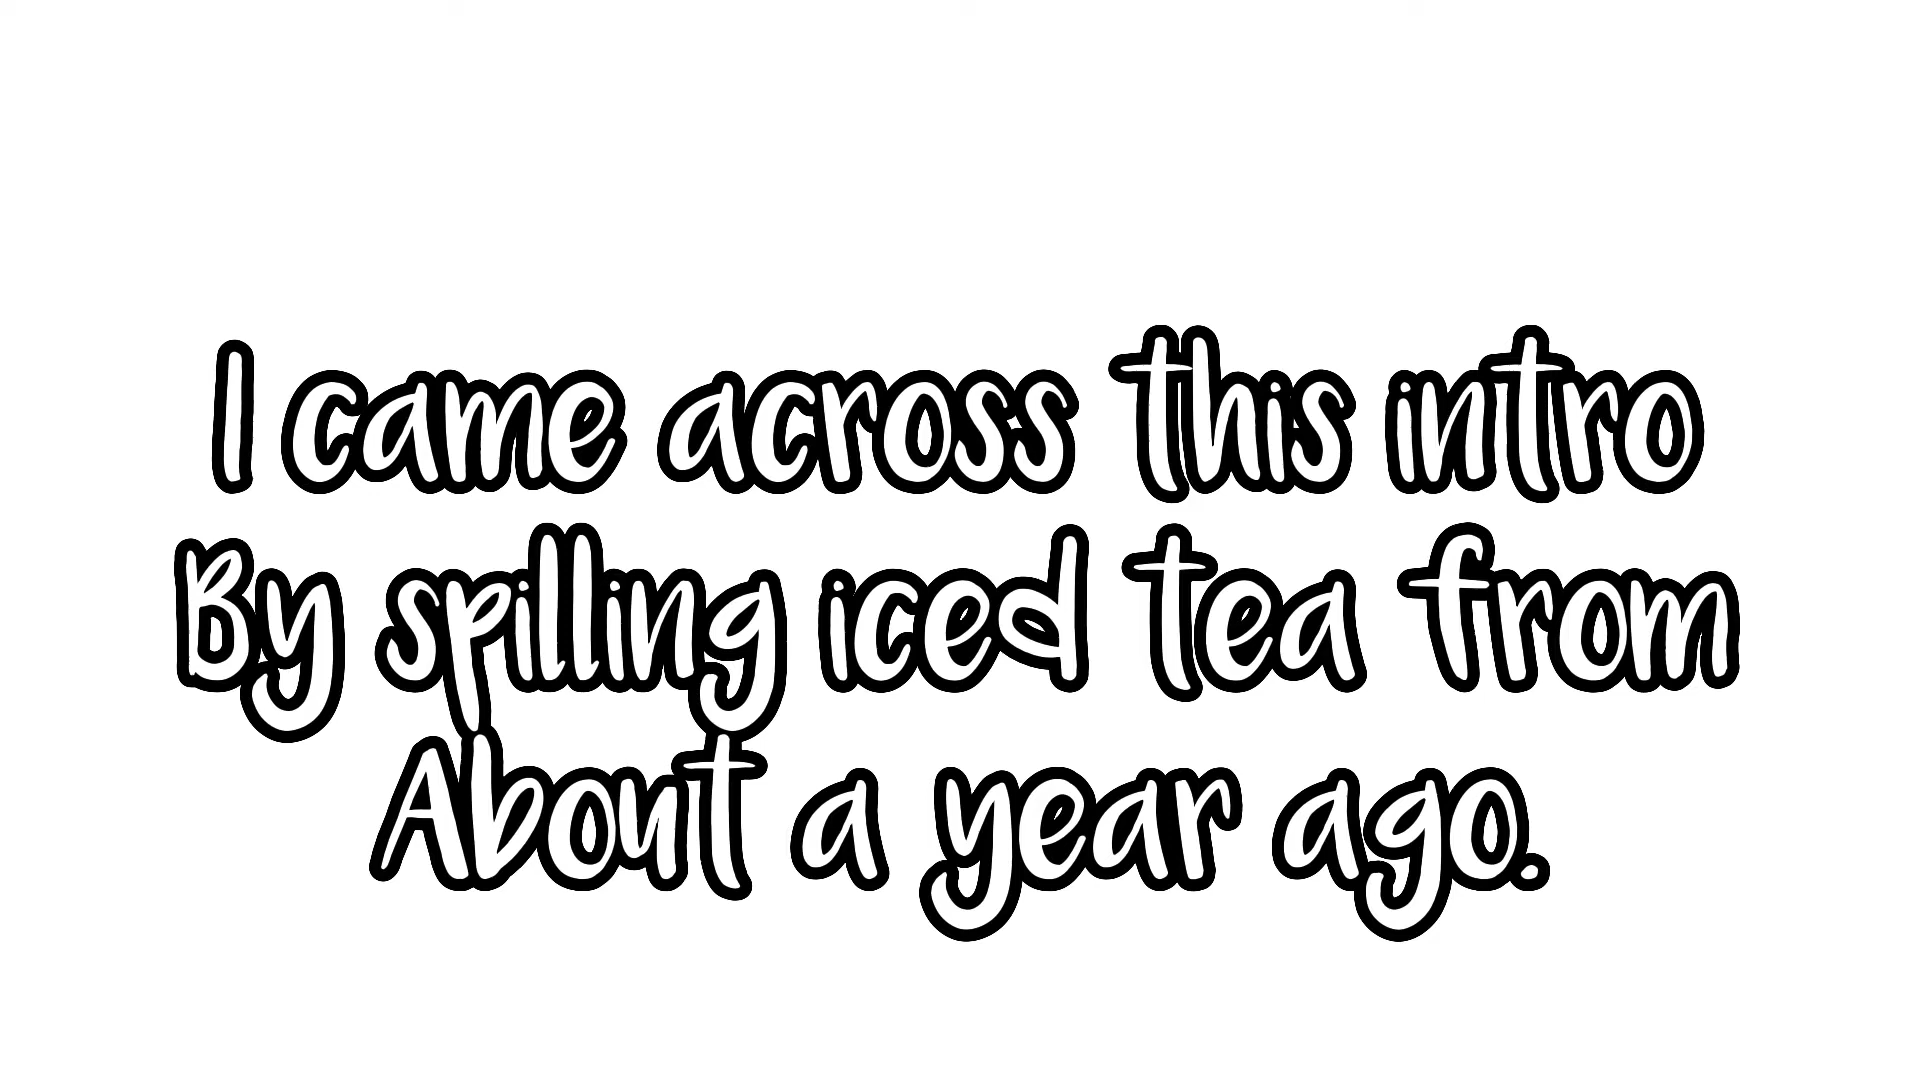 I came across this intro
By spilling iced tea from
About a year ago.